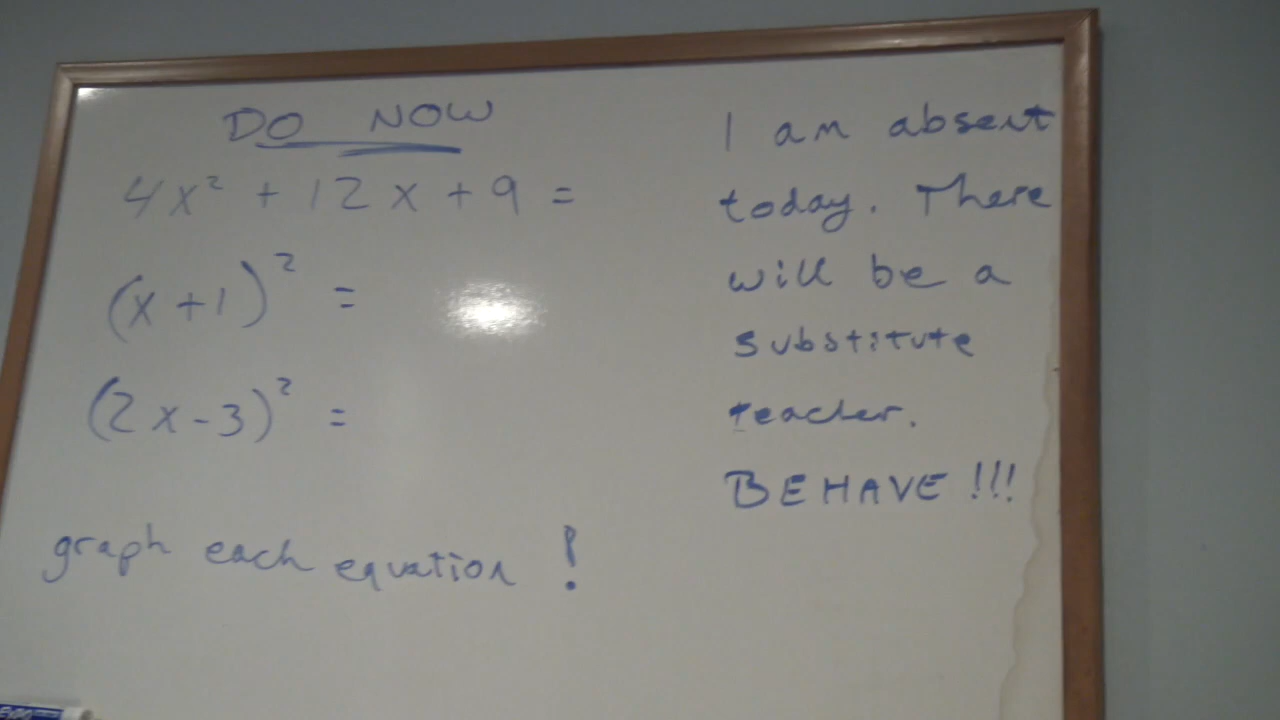 DO NOW
4x² + 12x + 9 =
(x + 1)² =
(2x - 3)² =
graph each equation !
I am absent
today. There
will be a
substitute
teacher.
BEHAVE !!!